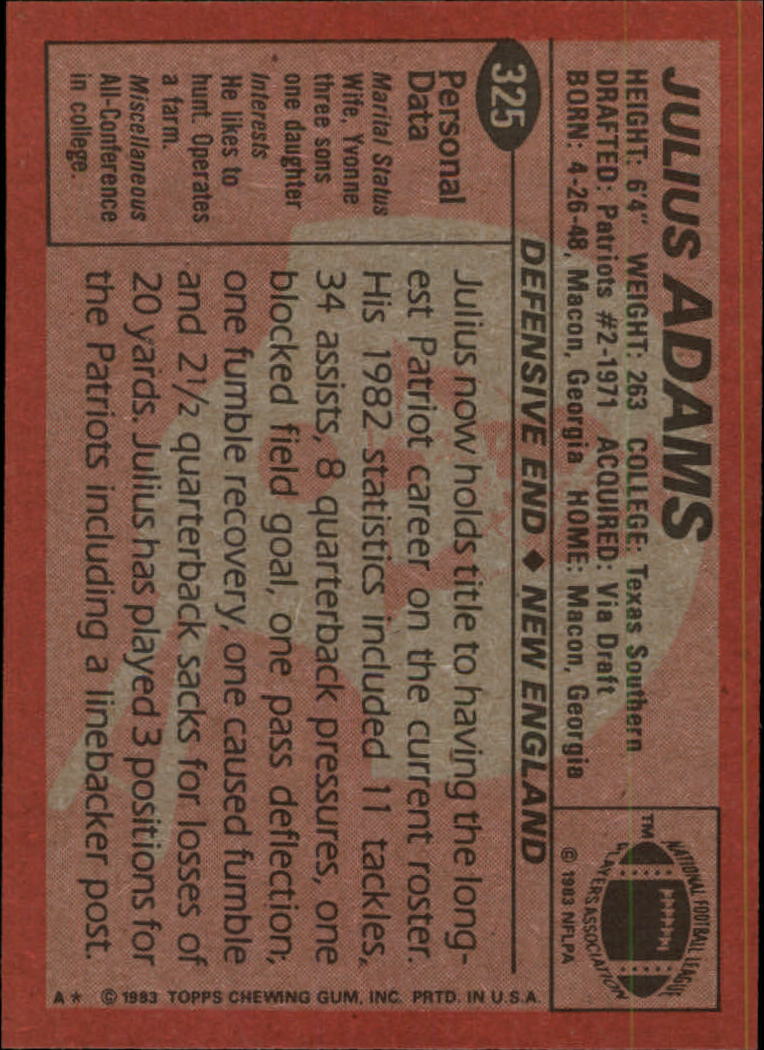 JULIUS ADAMS
HEIGHT: 6'4" WEIGHT: 263 COLLEGE: Texas Southern
DRAFTED: Patriots #2-1971 ACQUIRED: Via Draft
BORN: 4-26-48, Macon, Georgia HOME: Macon, Georgia
NATIONAL FOOTBALL LEAGUE
PLAYERS ASSOCIATION
TM
© 1983 NFLPA
DEFENSIVE END ♦ NEW ENGLAND
325
Personal
Data
Marital Status
Wife, Yvonne
three sons
one daughter
Interests
He likes to
hunt. Operates
a farm.
Miscellaneous
All-Conference
in college.
Julius now holds title to having the long-
est Patriot career on the current roster.
His 1982 statistics included 11 tackles,
34 assists, 8 quarterback pressures, one
blocked field goal, one pass deflection,
one fumble recovery, one caused fumble
and 2½ quarterback sacks for losses of
20 yards. Julius has played 3 positions for
the Patriots including a linebacker post.
A* © 1983 TOPPS CHEWING GUM, INC. PRTD. IN U.S.A.